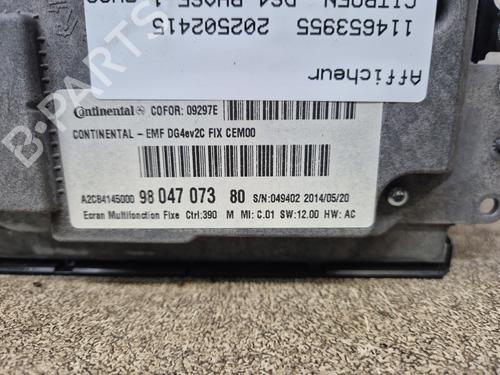 Afficheur
114653955 202502415
CITROEN DS4 PHASE 1
Continental COFOR: 09297E
CONTINENTAL - EMF DG4ev2C FIX CEM00
A2C84145000 98 047 073 80 S/N:049402 2014/05/20
Ecran Multifonction Fixe Ctrl:390 M MI: C.01 SW:12.00 HW: AC
B-PARTS